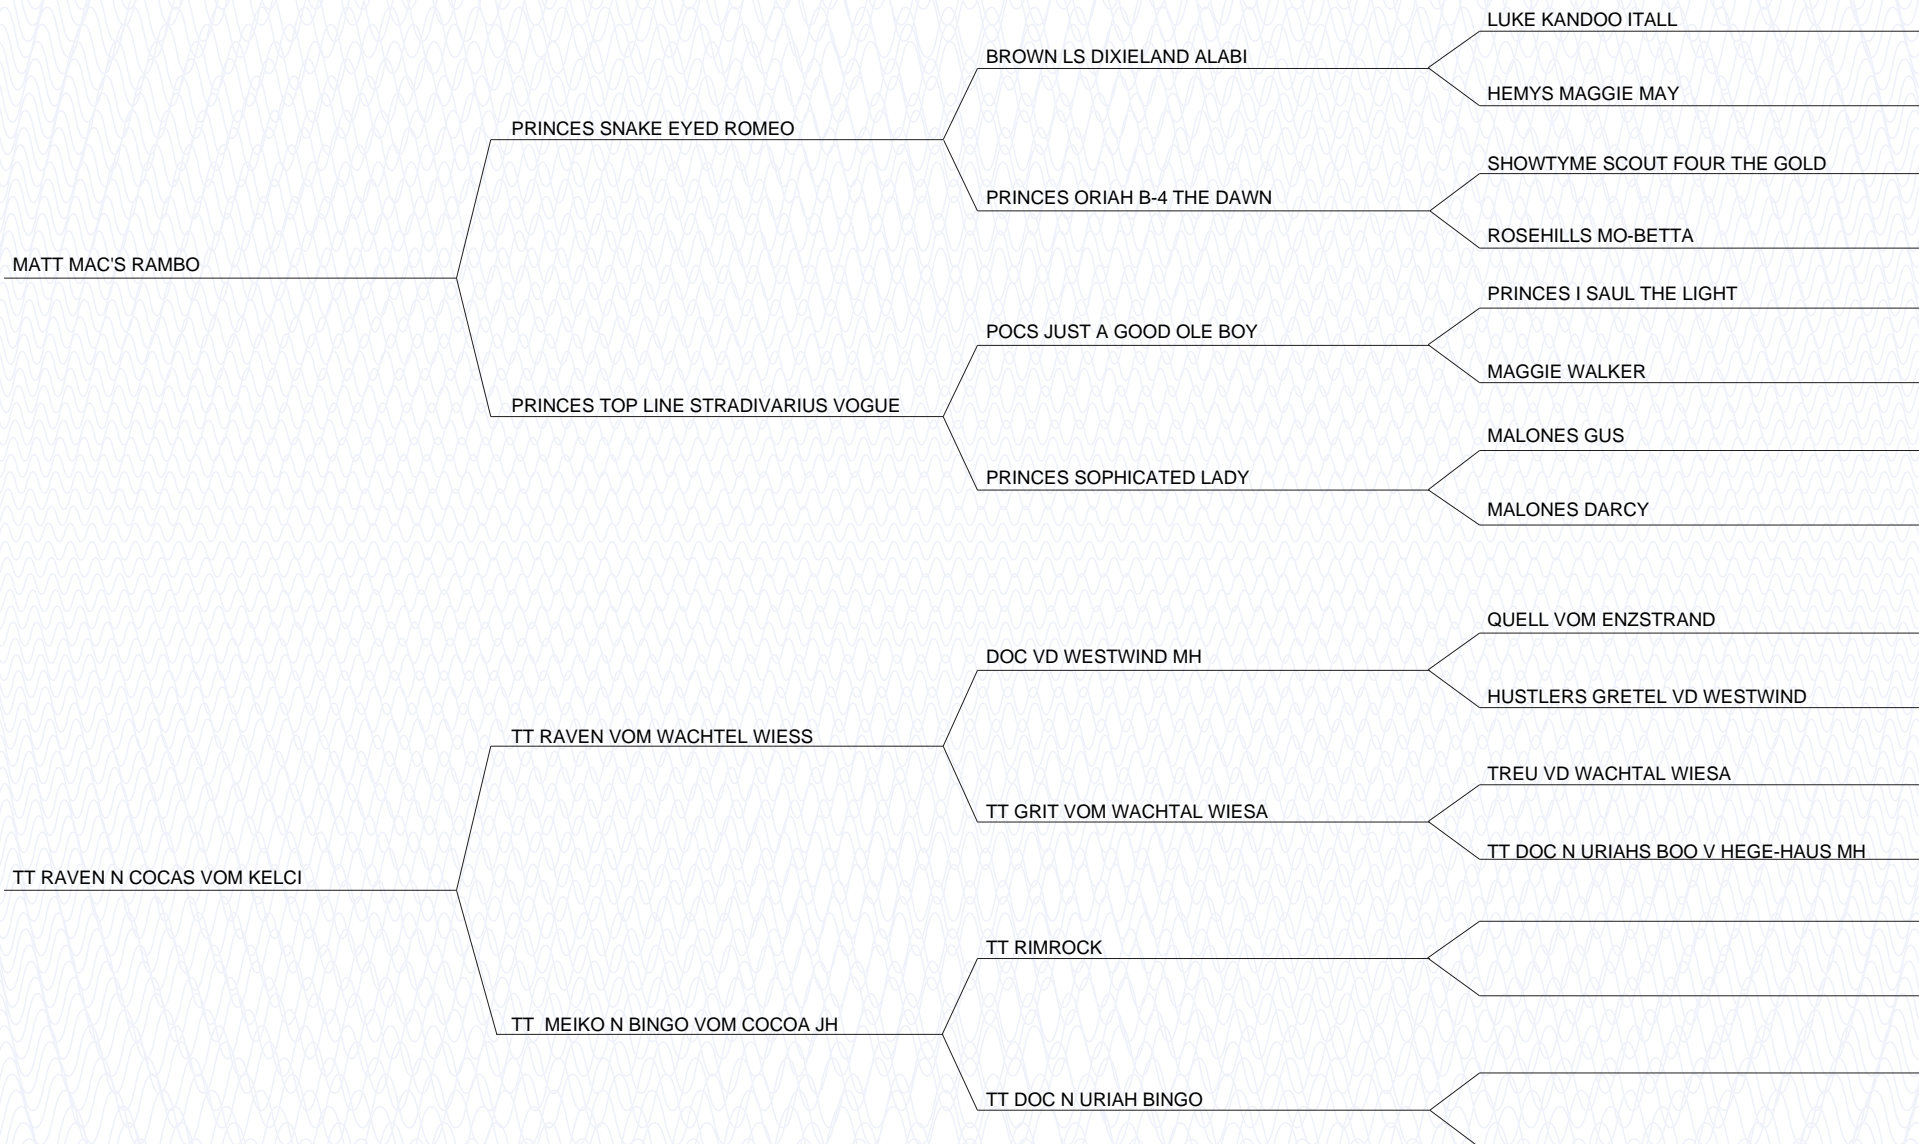 LUKE KANDOO ITALL
BROWN LS DIXIELAND ALABI
HEMYS MAGGIE MAY
PRINCES SNAKE EYED ROMEO
SHOWTYME SCOUT FOUR THE GOLD
PRINCES ORIAH B-4 THE DAWN
ROSEHILLS MO-BETTA
MATT MAC'S RAMBO
PRINCES I SAUL THE LIGHT
POCS JUST A GOOD OLE BOY
MAGGIE WALKER
PRINCES TOP LINE STRADIVARIUS VOGUE
MALONES GUS
PRINCES SOPHICATED LADY
MALONES DARCY
QUELL VOM ENZSTRAND
DOC VD WESTWIND MH
HUSTLERS GRETEL VD WESTWIND
TT RAVEN VOM WACHTEL WIESS
TREU VD WACHTAL WIESA
TT GRIT VOM WACHTAL WIESA
TT DOC N URIAHS BOO V HEGE-HAUS MH
TT RAVEN N COCAS VOM KELCI
TT RIMROCK
TT  MEIKO N BINGO VOM COCOA JH
TT DOC N URIAH BINGO